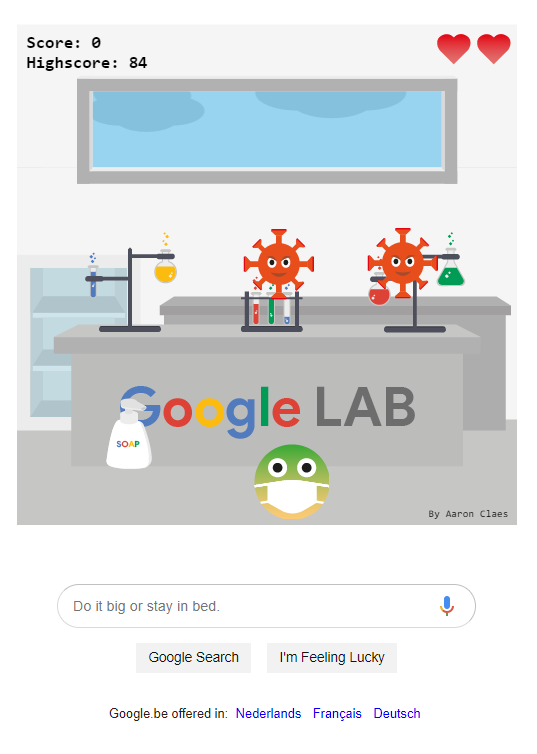 Score: 0
Highscore: 84
Google LAB
SOAP
By Aaron Claes
Do it big or stay in bed.
Google Search I'm Feeling Lucky
Google.be offered in: Nederlands Français Deutsch